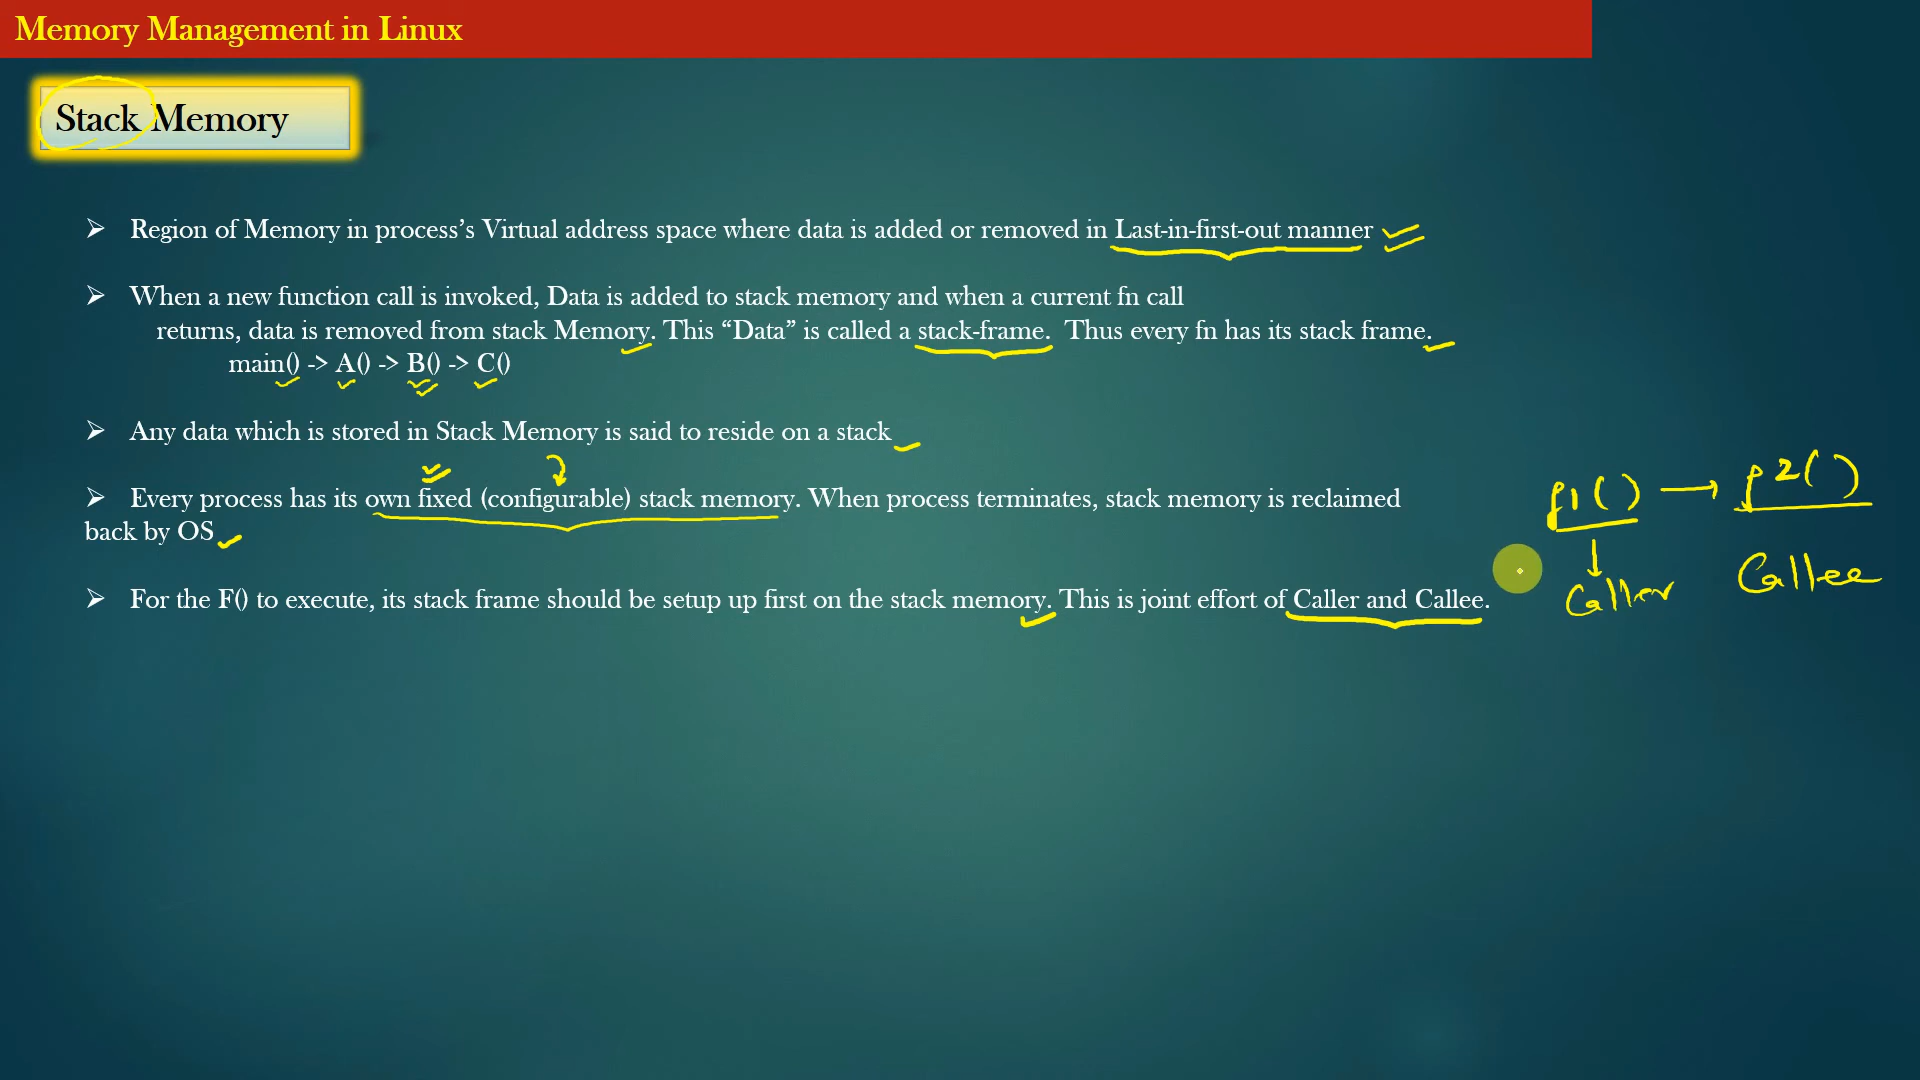 Memory Management in Linux
Stack Memory
➢ Region of Memory in process’s Virtual address space where data is added or removed in Last-in-first-out manner
➢ When a new function call is invoked, Data is added to stack memory and when a current fn call
returns, data is removed from stack Memory. This “Data” is called a stack-frame. Thus every fn has its stack frame.
main() -> A() -> B() -> C()
➢ Any data which is stored in Stack Memory is said to reside on a stack
➢ Every process has its own fixed (configurable) stack memory. When process terminates, stack memory is reclaimed
back by OS
➢ For the F() to execute, its stack frame should be setup up first on the stack memory. This is joint effort of Caller and Callee.
f1() → f2()
↓
Caller Callee